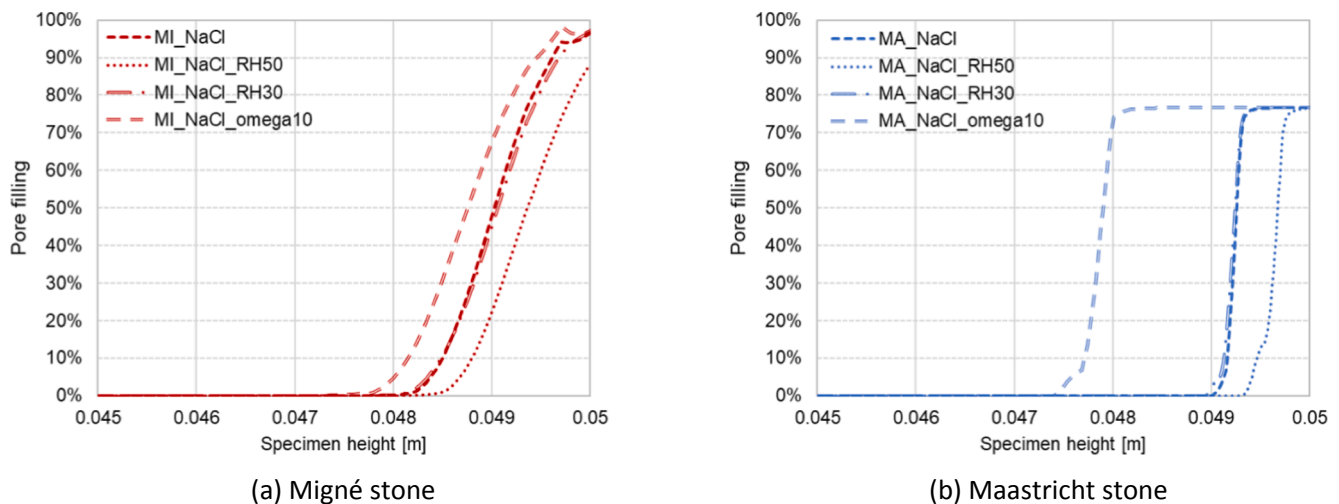 100%
90%
80%
70%
60%
50%
40%
30%
20%
10%
0%
Pore filling
MI_NaCl
MI_NaCl_RH50
MI_NaCl_RH30
MI_NaCl_omega10
0.045 0.046 0.047 0.048 0.049 0.05
Specimen height [m]
(a) Migné stone
100%
90%
80%
70%
60%
50%
40%
30%
20%
10%
0%
Pore filling
MA_NaCl
MA_NaCl_RH50
MA_NaCl_RH30
MA_NaCl_omega10
0.045 0.046 0.047 0.048 0.049 0.05
Specimen height [m]
(b) Maastricht stone